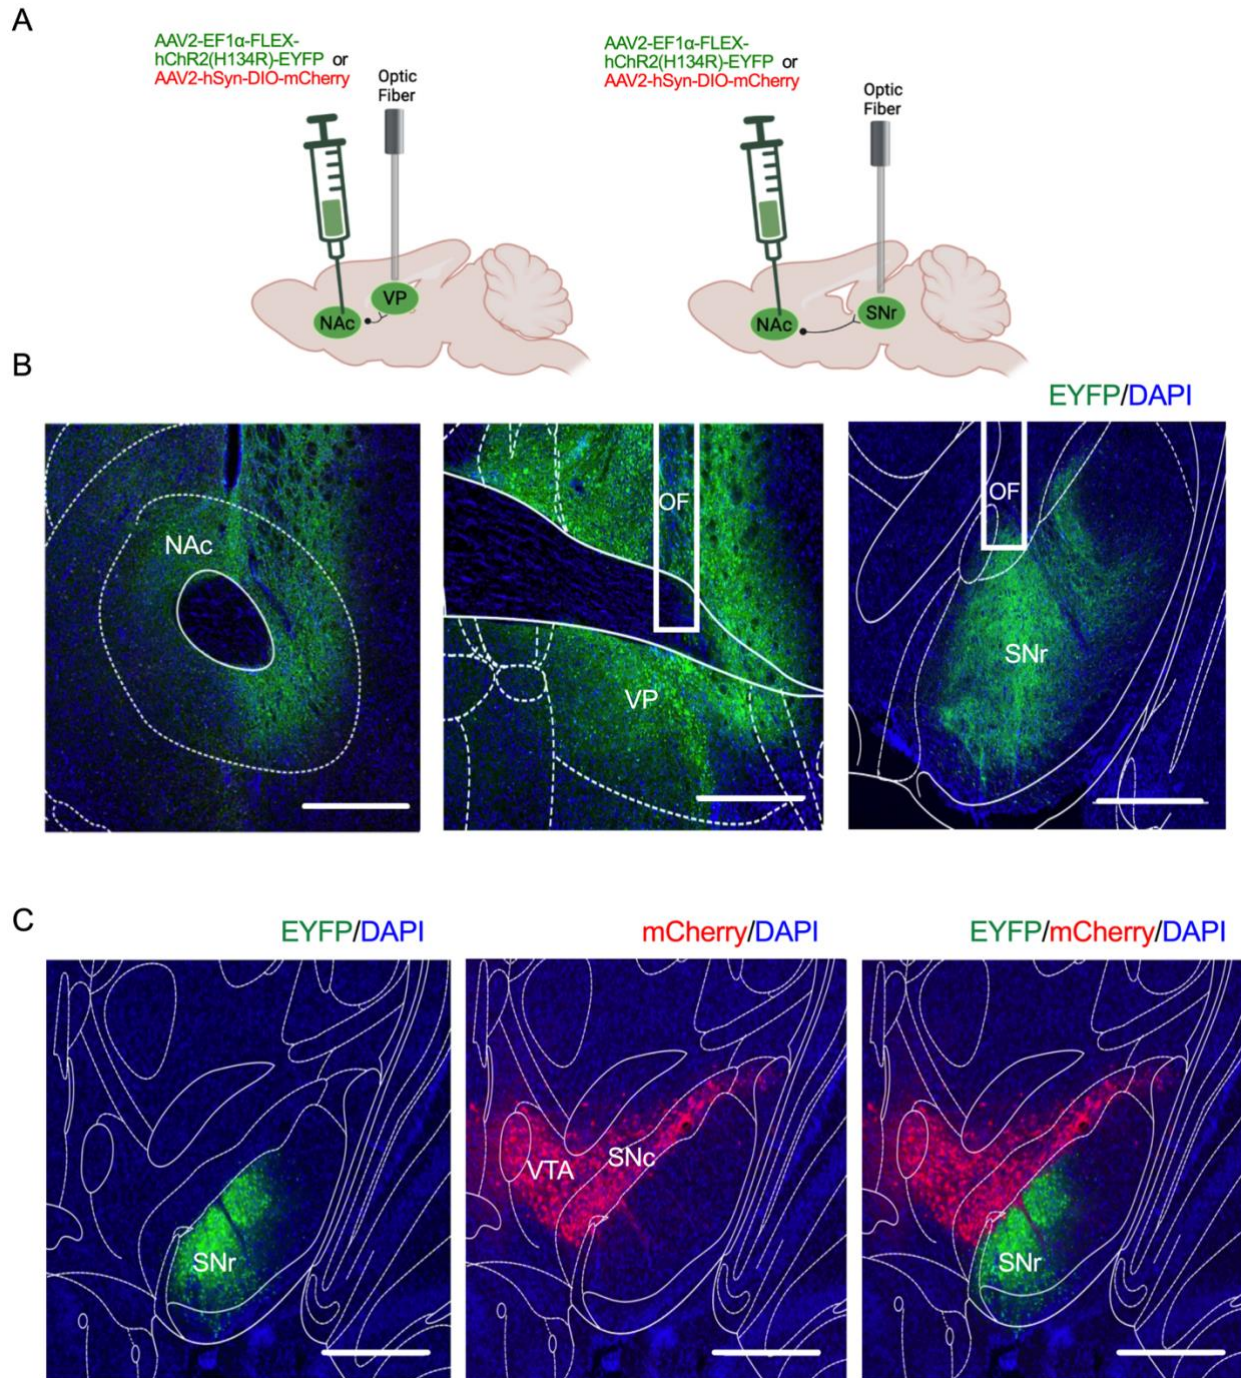 A
AAV2-EF1α-FLEX-
hChR2(H134R)-EYFP or
AAV2-hSyn-DIO-mCherry
Optic
Fiber
NAc
VP
AAV2-EF1α-FLEX-
hChR2(H134R)-EYFP or
AAV2-hSyn-DIO-mCherry
Optic
Fiber
NAc
SNr
B
EYFP/DAPI
NAc
OF
VP
OF
SNr
C
EYFP/DAPI
mCherry/DAPI
EYFP/mCherry/DAPI
SNr
VTA
SNc
SNr